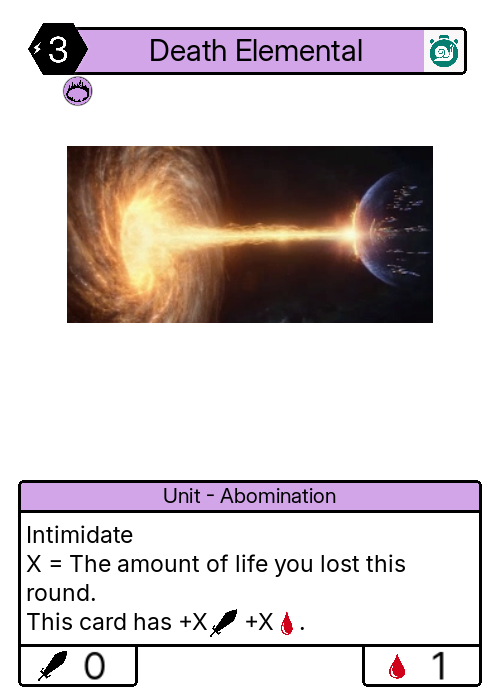 3
Death Elemental
Unit - Abomination
Intimidate
X = The amount of life you lost this
round.
This card has +X +X .
0
1